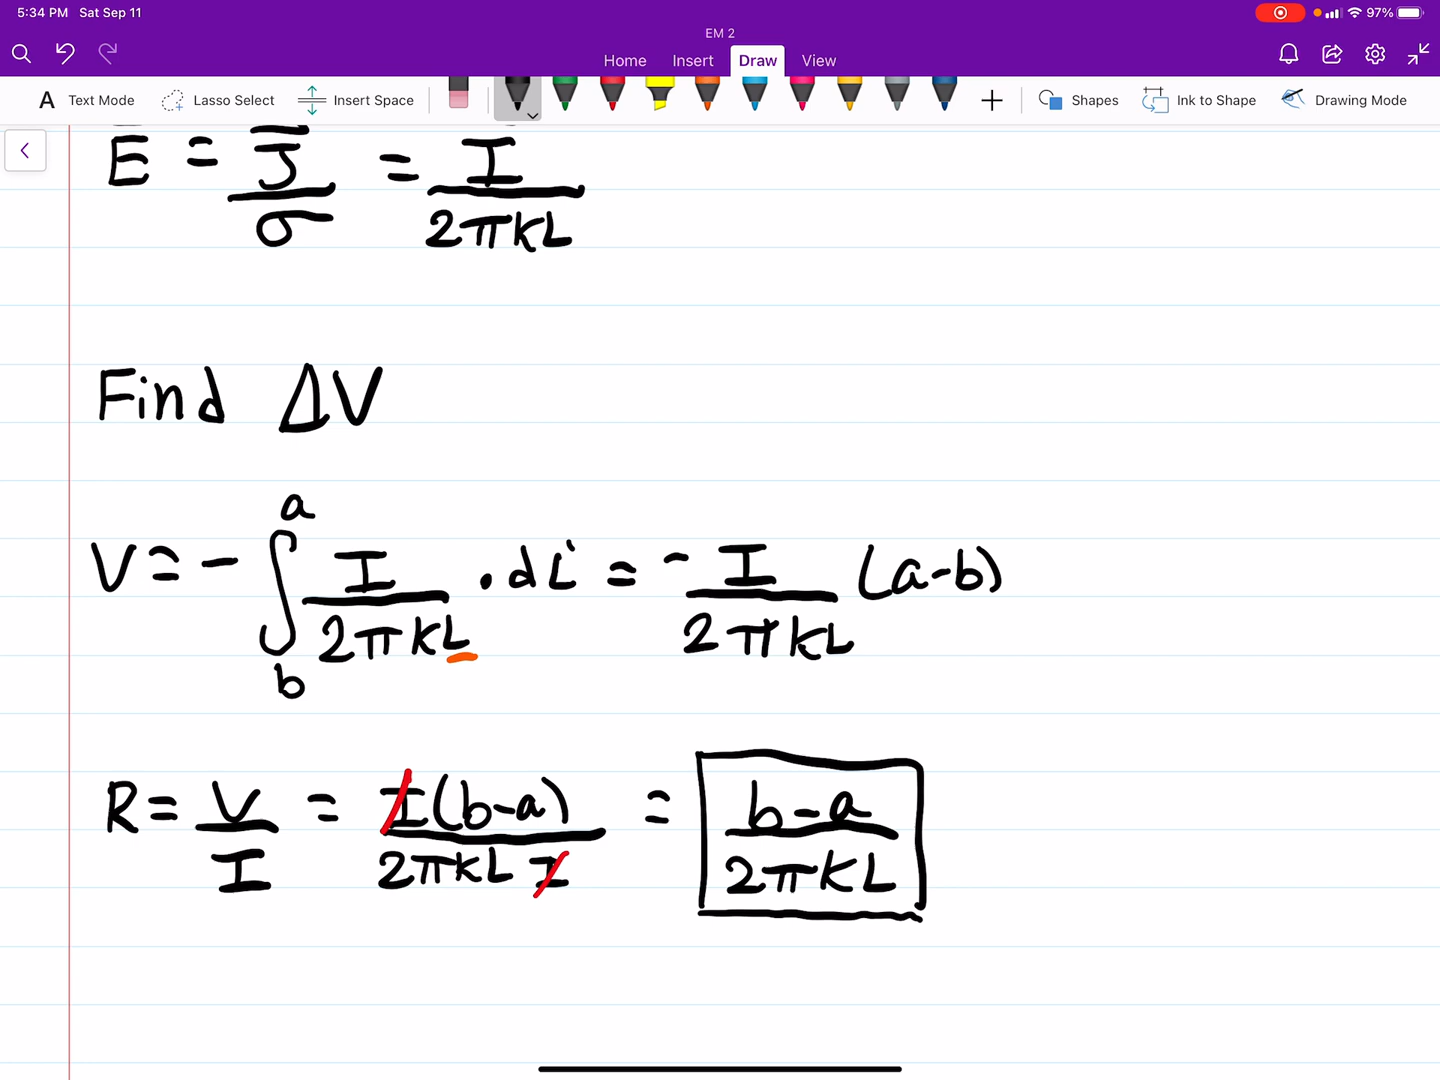 5:34 PM Sat Sep 11
97%
EM 2
Home Insert Draw View
A Text Mode Lasso Select Insert Space Shapes Ink to Shape Drawing Mode
E = J̅/σ = I/2πkL
Find ΔV
V = - ∫_b^a I/2πkL · dL = - I/2πkL (a-b)
R = V/I = I(b-a)/2πkL I = b-a/2πkL